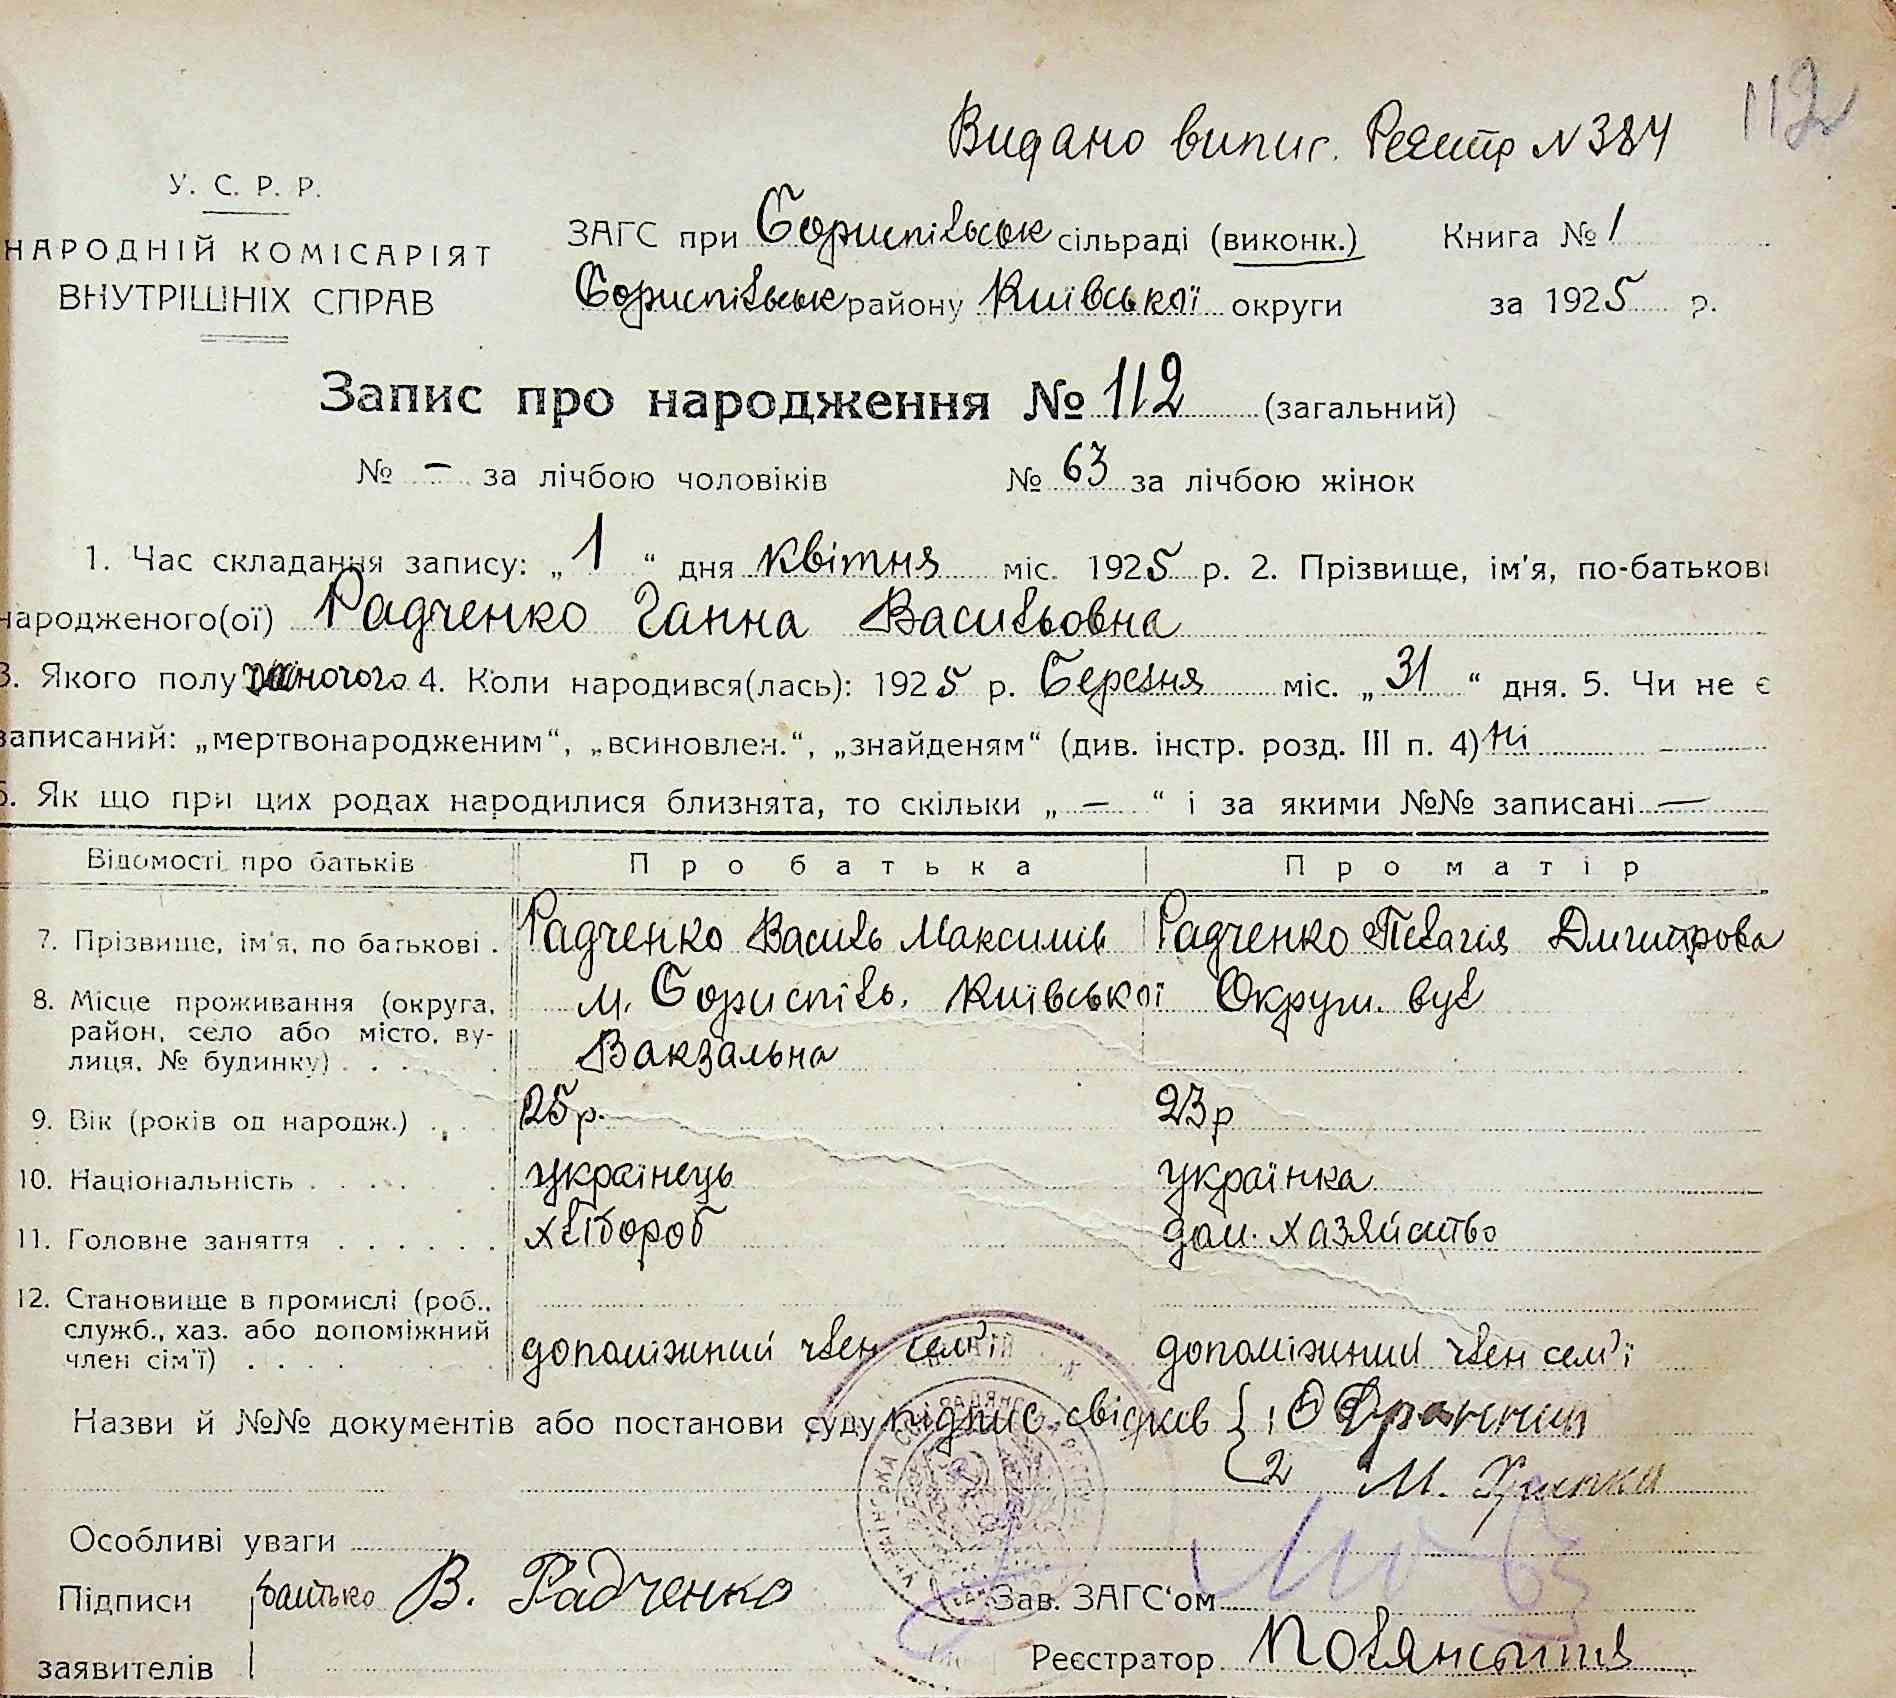 112
Видано випис. Реєстр N 384
У. С. Р. Р.
НАРОДНІЙ КОМІСАРІЯТ
ВНУТРІШНІХ СПРАВ
ЗАГС при Бориспільськ сільраді (виконк.) Книга № 1
Бориспільськ району Київської округи за 1925 р.
Запис про народження № 112 (загальний)
№ — за лічбою чоловіків № 63 за лічбою жінок
1. Час складання запису: „ 1 “ дня квітня міс. 1925 р. 2. Прізвище, ім'я, по-батькові
народженого(ої) Радченко Ганна Васильовна
3. Якого полу жіночого 4. Коли народився(лась): 1925 р. Березня міс. „ 31 “ дня. 5. Чи не є
записаний: „мертвонародженим“, „всиновлен.“, „знайденям“ (див. інстр. розд. III п. 4) ні
6. Як що при цих родах народилися близнята, то скільки „ — “ і за якими №№ записані —
Відомості про батьків Про батька Про матір
7. Прізвище, ім'я, по батькові . Радченко Василь Максимів Радченко Пелагія Дмитрова
8. Місце проживання (округа, м. Бориспіль. Київської Округи. вул
район, село або місто, ву-
лиця, № будинку) . . . Вакзальна
9. Вік (років од народж.) . . . 25 р. 23 р
10. Національність . . . . . українець українка
11. Головне заняття . . . . . . хлібороб дом. хазяйство
12. Становище в промислі (роб.,
служб., хаз. або допоміжний
член сім'ї) . . . . допоміжний член сем'ї допоміжний член сем'ї
Назви й №№ документів або постанови суду підпис свідків { 1
2 М.
Особливі уваги
Підписи батько В. Радченко Зав. ЗАГС‘ом
заявителів Реєстратор